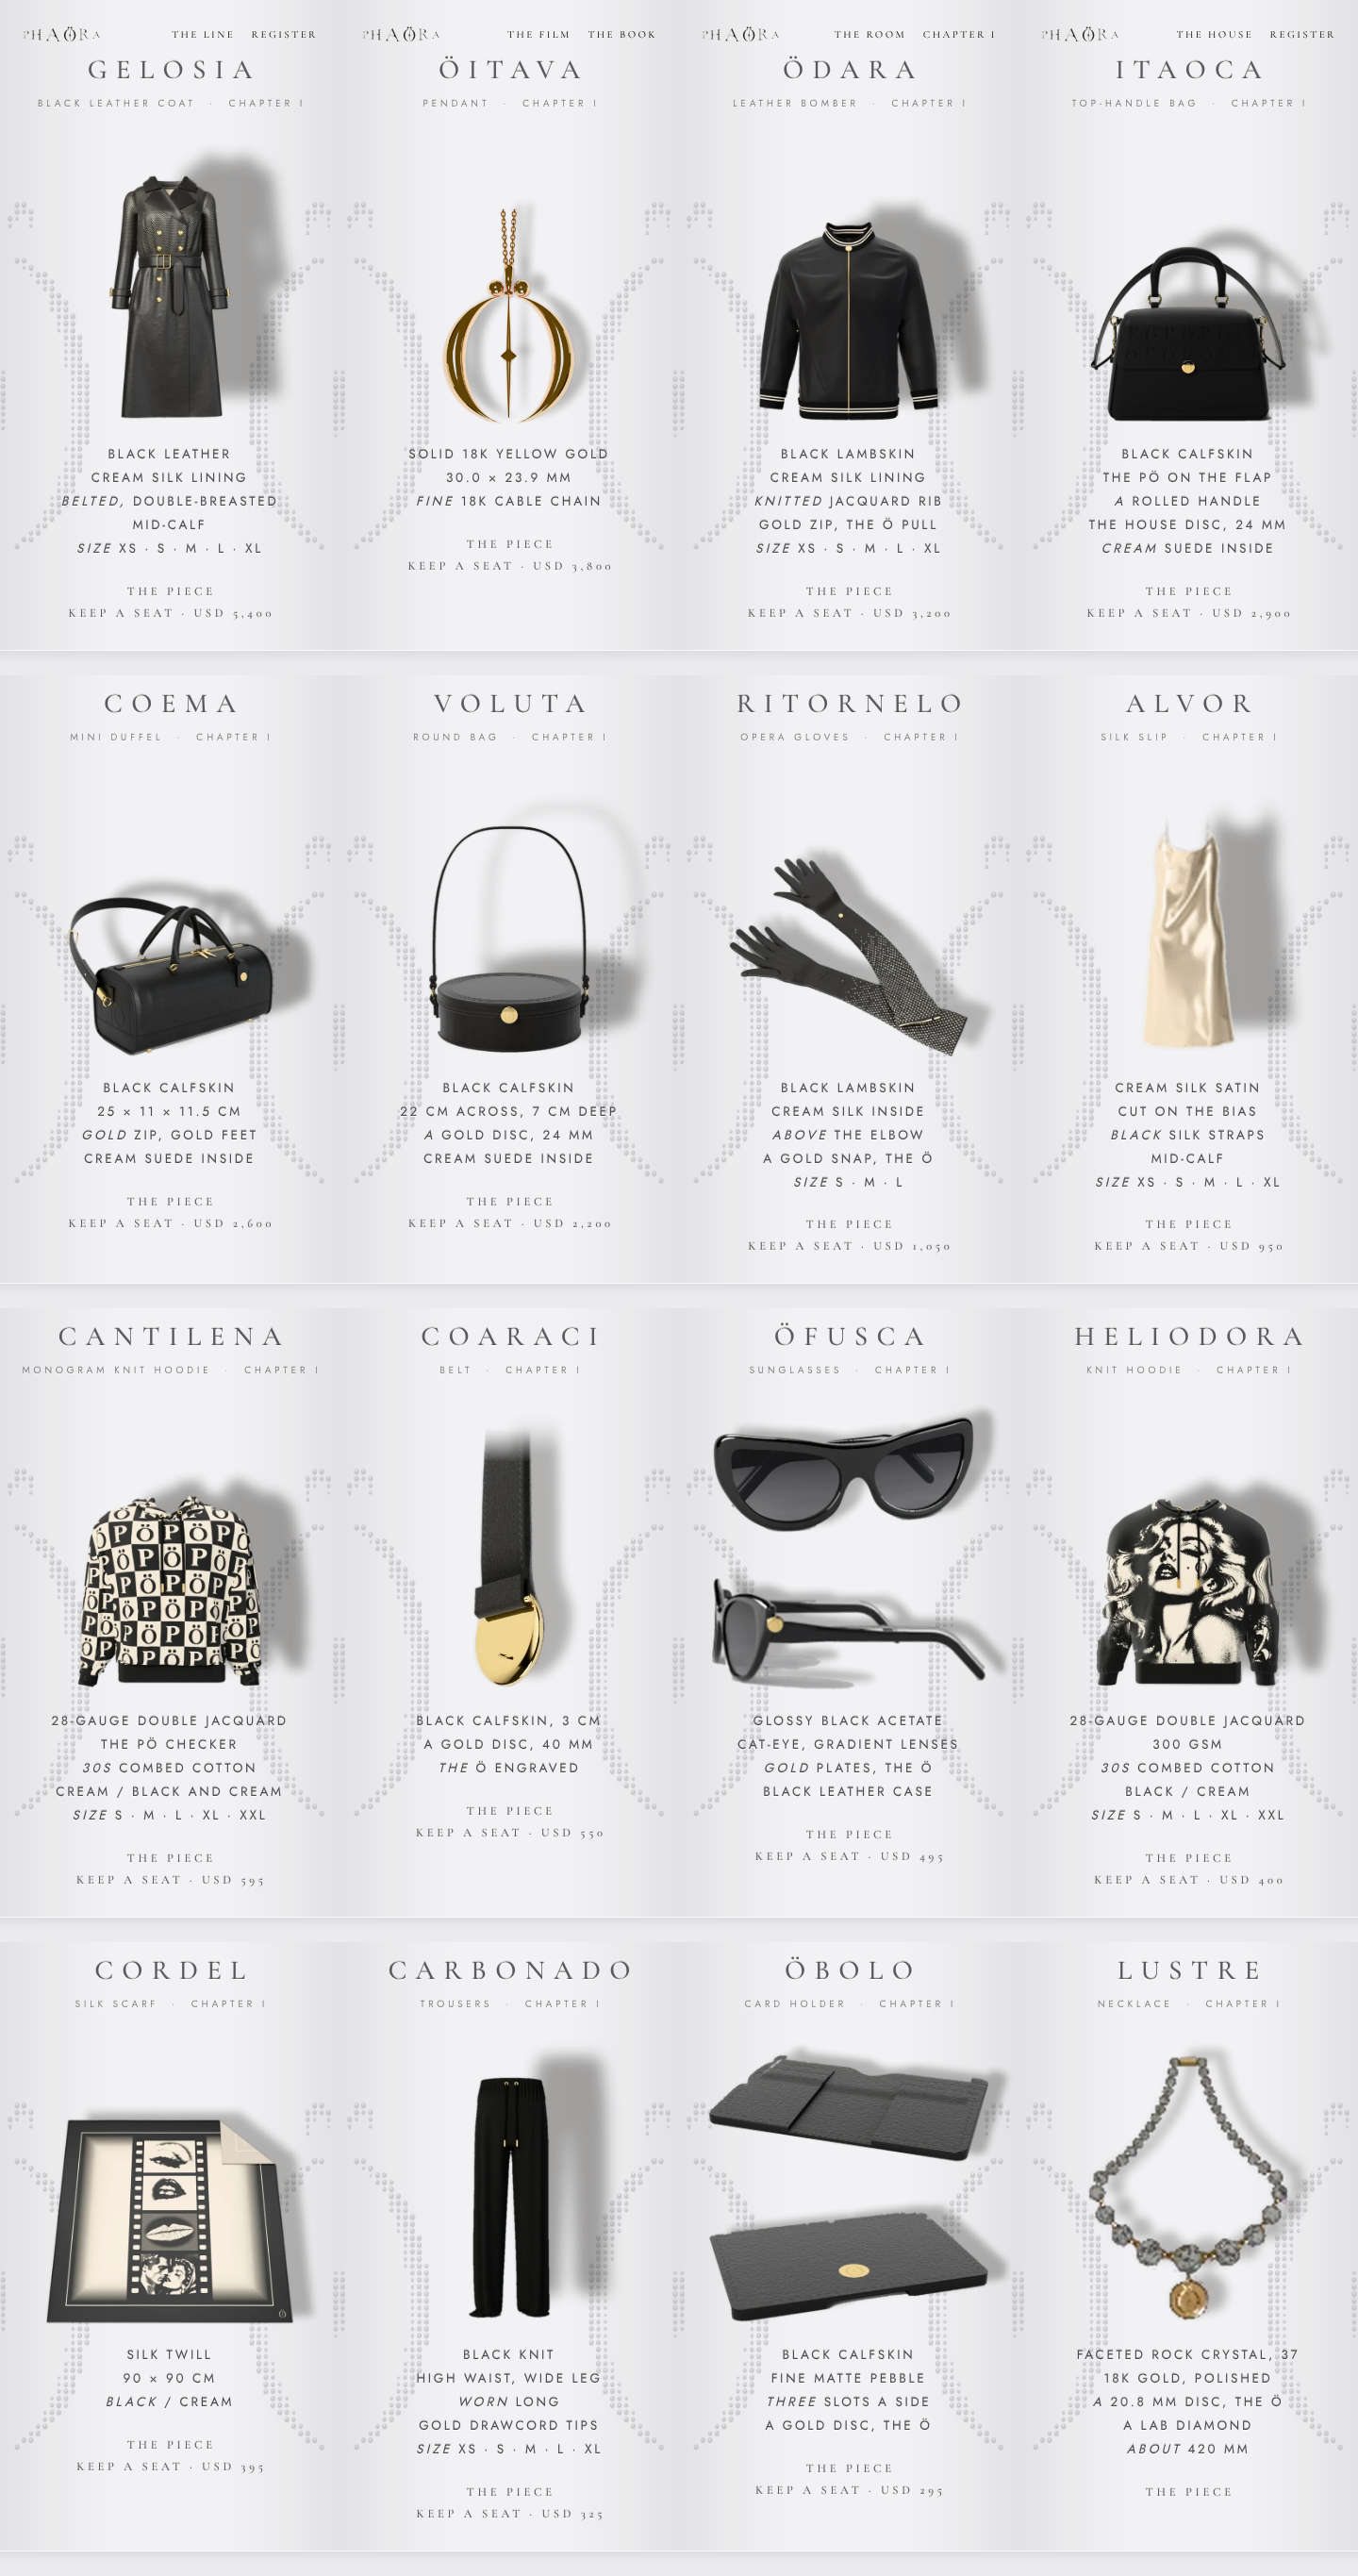 PHAÖRA THE LINE REGISTER
GELOSIA
BLACK LEATHER COAT · CHAPTER I
BLACK LEATHER
CREAM SILK LINING
BELTED, DOUBLE-BREASTED
MID-CALF
SIZE XS · S · M · L · XL
THE PIECE
KEEP A SEAT · USD 5,400
PHAÖRA THE FILM THE BOOK
ÖITAVA
PENDANT · CHAPTER I
SOLID 18K YELLOW GOLD
30.0 × 23.9 MM
FINE 18K CABLE CHAIN
THE PIECE
KEEP A SEAT · USD 3,800
PHAÖRA THE ROOM CHAPTER I
ÖDARA
LEATHER BOMBER · CHAPTER I
BLACK LAMBSKIN
CREAM SILK LINING
KNITTED JACQUARD RIB
GOLD ZIP, THE Ö PULL
SIZE XS · S · M · L · XL
THE PIECE
KEEP A SEAT · USD 3,200
PHAÖRA THE HOUSE REGISTER
ITAOCA
TOP-HANDLE BAG · CHAPTER I
BLACK CALFSKIN
THE PÖ ON THE FLAP
A ROLLED HANDLE
THE HOUSE DISC, 24 MM
CREAM SUEDE INSIDE
THE PIECE
KEEP A SEAT · USD 2,900
COEMA
MINI DUFFEL · CHAPTER I
BLACK CALFSKIN
25 × 11 × 11.5 CM
GOLD ZIP, GOLD FEET
CREAM SUEDE INSIDE
THE PIECE
KEEP A SEAT · USD 2,600
VOLUTA
ROUND BAG · CHAPTER I
BLACK CALFSKIN
22 CM ACROSS, 7 CM DEEP
A GOLD DISC, 24 MM
CREAM SUEDE INSIDE
THE PIECE
KEEP A SEAT · USD 2,200
RITORNELO
OPERA GLOVES · CHAPTER I
BLACK LAMBSKIN
CREAM SILK INSIDE
ABOVE THE ELBOW
A GOLD SNAP, THE Ö
SIZE S · M · L
THE PIECE
KEEP A SEAT · USD 1,050
ALVOR
SILK SLIP · CHAPTER I
CREAM SILK SATIN
CUT ON THE BIAS
BLACK SILK STRAPS
MID-CALF
SIZE XS · S · M · L · XL
THE PIECE
KEEP A SEAT · USD 950
CANTILENA
MONOGRAM KNIT HOODIE · CHAPTER I
28-GAUGE DOUBLE JACQUARD
THE PÖ CHECKER
30S COMBED COTTON
CREAM / BLACK AND CREAM
SIZE S · M · L · XL · XXL
THE PIECE
KEEP A SEAT · USD 595
COARACI
BELT · CHAPTER I
BLACK CALFSKIN, 3 CM
A GOLD DISC, 40 MM
THE Ö ENGRAVED
THE PIECE
KEEP A SEAT · USD 550
ÖFUSCA
SUNGLASSES · CHAPTER I
GLOSSY BLACK ACETATE
CAT-EYE, GRADIENT LENSES
GOLD PLATES, THE Ö
BLACK LEATHER CASE
THE PIECE
KEEP A SEAT · USD 495
HELIODORA
KNIT HOODIE · CHAPTER I
28-GAUGE DOUBLE JACQUARD
300 GSM
30S COMBED COTTON
BLACK / CREAM
SIZE S · M · L · XL · XXL
THE PIECE
KEEP A SEAT · USD 400
CORDEL
SILK SCARF · CHAPTER I
SILK TWILL
90 × 90 CM
BLACK / CREAM
THE PIECE
KEEP A SEAT · USD 395
CARBONADO
TROUSERS · CHAPTER I
BLACK KNIT
HIGH WAIST, WIDE LEG
WORN LONG
GOLD DRAWCORD TIPS
SIZE XS · S · M · L · XL
THE PIECE
KEEP A SEAT · USD 325
ÖBOLO
CARD HOLDER · CHAPTER I
BLACK CALFSKIN
FINE MATTE PEBBLE
THREE SLOTS A SIDE
A GOLD DISC, THE Ö
THE PIECE
KEEP A SEAT · USD 295
LUSTRE
NECKLACE · CHAPTER I
FACETED ROCK CRYSTAL, 37
18K GOLD, POLISHED
A 20.8 MM DISC, THE Ö
A LAB DIAMOND
ABOUT 420 MM
THE PIECE